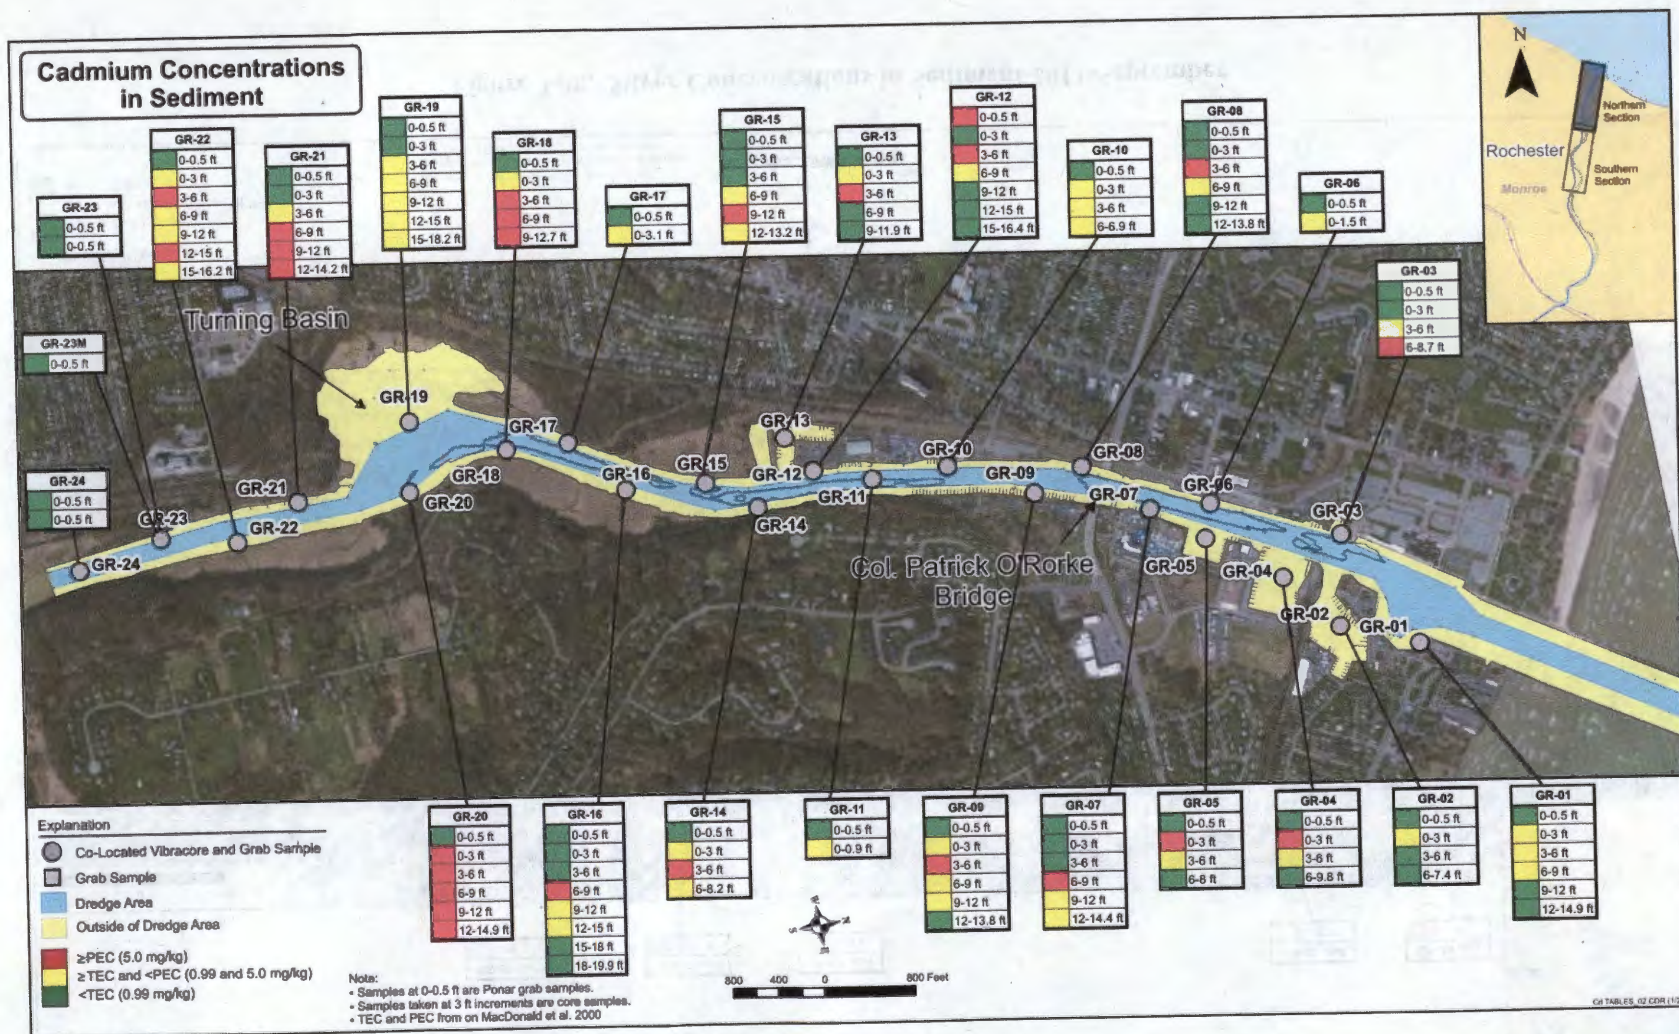 Cadmium Concentrations
in Sediment
GR-23
0-0.5 ft
0-0.5 ft
GR-22
0-0.5 ft
0-3 ft
3-6 ft
6-9 ft
9-12 ft
12-15 ft
15-16.2 ft
GR-21
0-0.5 ft
0-3 ft
3-6 ft
6-9 ft
9-12 ft
12-14.2 ft
GR-19
0-0.5 ft
0-3 ft
3-6 ft
6-9 ft
9-12 ft
12-15 ft
15-18.2 ft
GR-18
0-0.5 ft
0-3 ft
3-6 ft
6-9 ft
9-12.7 ft
GR-17
0-0.5 ft
0-3.1 ft
GR-15
0-0.5 ft
0-3 ft
3-6 ft
6-9 ft
9-12 ft
12-13.2 ft
GR-13
0-0.5 ft
0-3 ft
3-6 ft
6-9 ft
9-11.9 ft
GR-12
0-0.5 ft
0-3 ft
3-6 ft
6-9 ft
9-12 ft
12-15 ft
15-16.4 ft
GR-10
0-0.5 ft
0-3 ft
3-6 ft
6-6.9 ft
GR-08
0-0.5 ft
0-3 ft
3-6 ft
6-9 ft
9-12 ft
12-13.8 ft
GR-06
0-0.5 ft
0-1.5 ft
GR-03
0-0.5 ft
0-3 ft
3-6 ft
6-8.7 ft
N
Northern
Section
Rochester
Southern
Section
Monroe
GR-23M
0-0.5 ft
GR-24
0-0.5 ft
0-0.5 ft
Turning Basin
GR-19
GR-17
GR-18
GR-20
GR-21
GR-22
GR-23
GR-24
GR-16
GR-15
GR-14
GR-13
GR-12
GR-11
GR-10
GR-09
GR-08
GR-07
GR-06
GR-05
GR-04
GR-03
GR-02
GR-01
Col. Patrick O'Rorke
Bridge
GR-20
0-0.5 ft
0-3 ft
3-6 ft
6-9 ft
9-12 ft
12-14.9 ft
GR-16
0-0.5 ft
0-3 ft
3-6 ft
6-9 ft
9-12 ft
12-15 ft
15-18 ft
18-19.9 ft
GR-14
0-0.5 ft
0-3 ft
3-6 ft
6-8.2 ft
GR-11
0-0.5 ft
0-0.9 ft
GR-09
0-0.5 ft
0-3 ft
3-6 ft
6-9 ft
9-12 ft
12-13.8 ft
GR-07
0-0.5 ft
0-3 ft
3-6 ft
6-9 ft
9-12 ft
12-14.4 ft
GR-05
0-0.5 ft
0-3 ft
3-6 ft
6-8 ft
GR-04
0-0.5 ft
0-3 ft
3-6 ft
6-9.8 ft
GR-02
0-0.5 ft
0-3 ft
3-6 ft
6-7.4 ft
GR-01
0-0.5 ft
0-3 ft
3-6 ft
6-9 ft
9-12 ft
12-14.9 ft
Explanation
Co-Located Vibracore and Grab Sample
Grab Sample
Dredge Area
Outside of Dredge Area
≥PEC (5.0 mg/kg)
≥TEC and <PEC (0.99 and 5.0 mg/kg)
<TEC (0.99 mg/kg)
Note:
• Samples at 0-0.5 ft are Ponar grab samples.
• Samples taken at 3 ft increments are core samples.
• TEC and PEC from on MacDonald et al. 2000
N
W
S
E
800 400 0 800 Feet
Cd TABLES_02.CDR